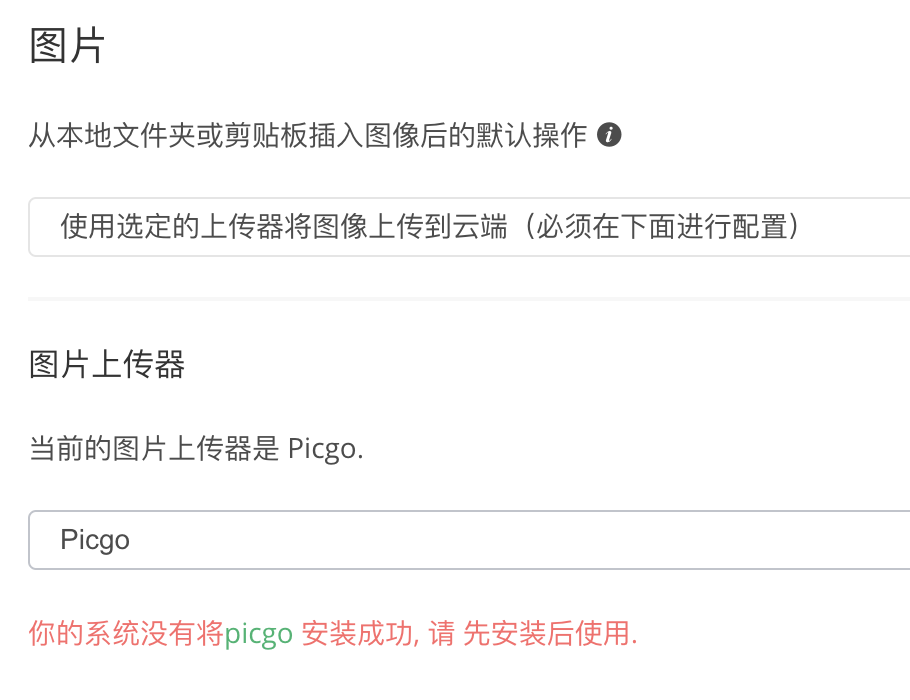 图片
从本地文件夹或剪贴板插入图像后的默认操作
使用选定的上传器将图像上传到云端（必须在下面进行配置）
图片上传器
当前的图片上传器是 Picgo.
Picgo
你的系统没有将picgo 安装成功, 请 先安装后使用.